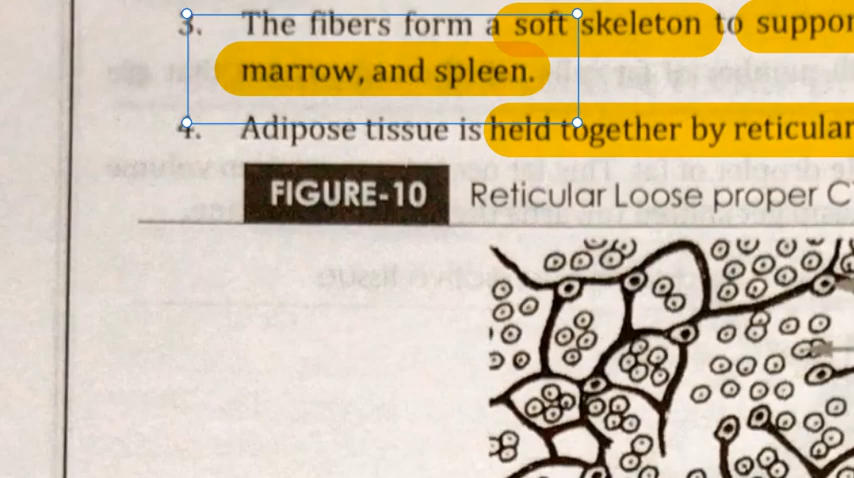 3. The fibers form a soft skeleton to suppor
marrow, and spleen.
4. Adipose tissue is held together by reticular
FIGURE-10 Reticular Loose proper C